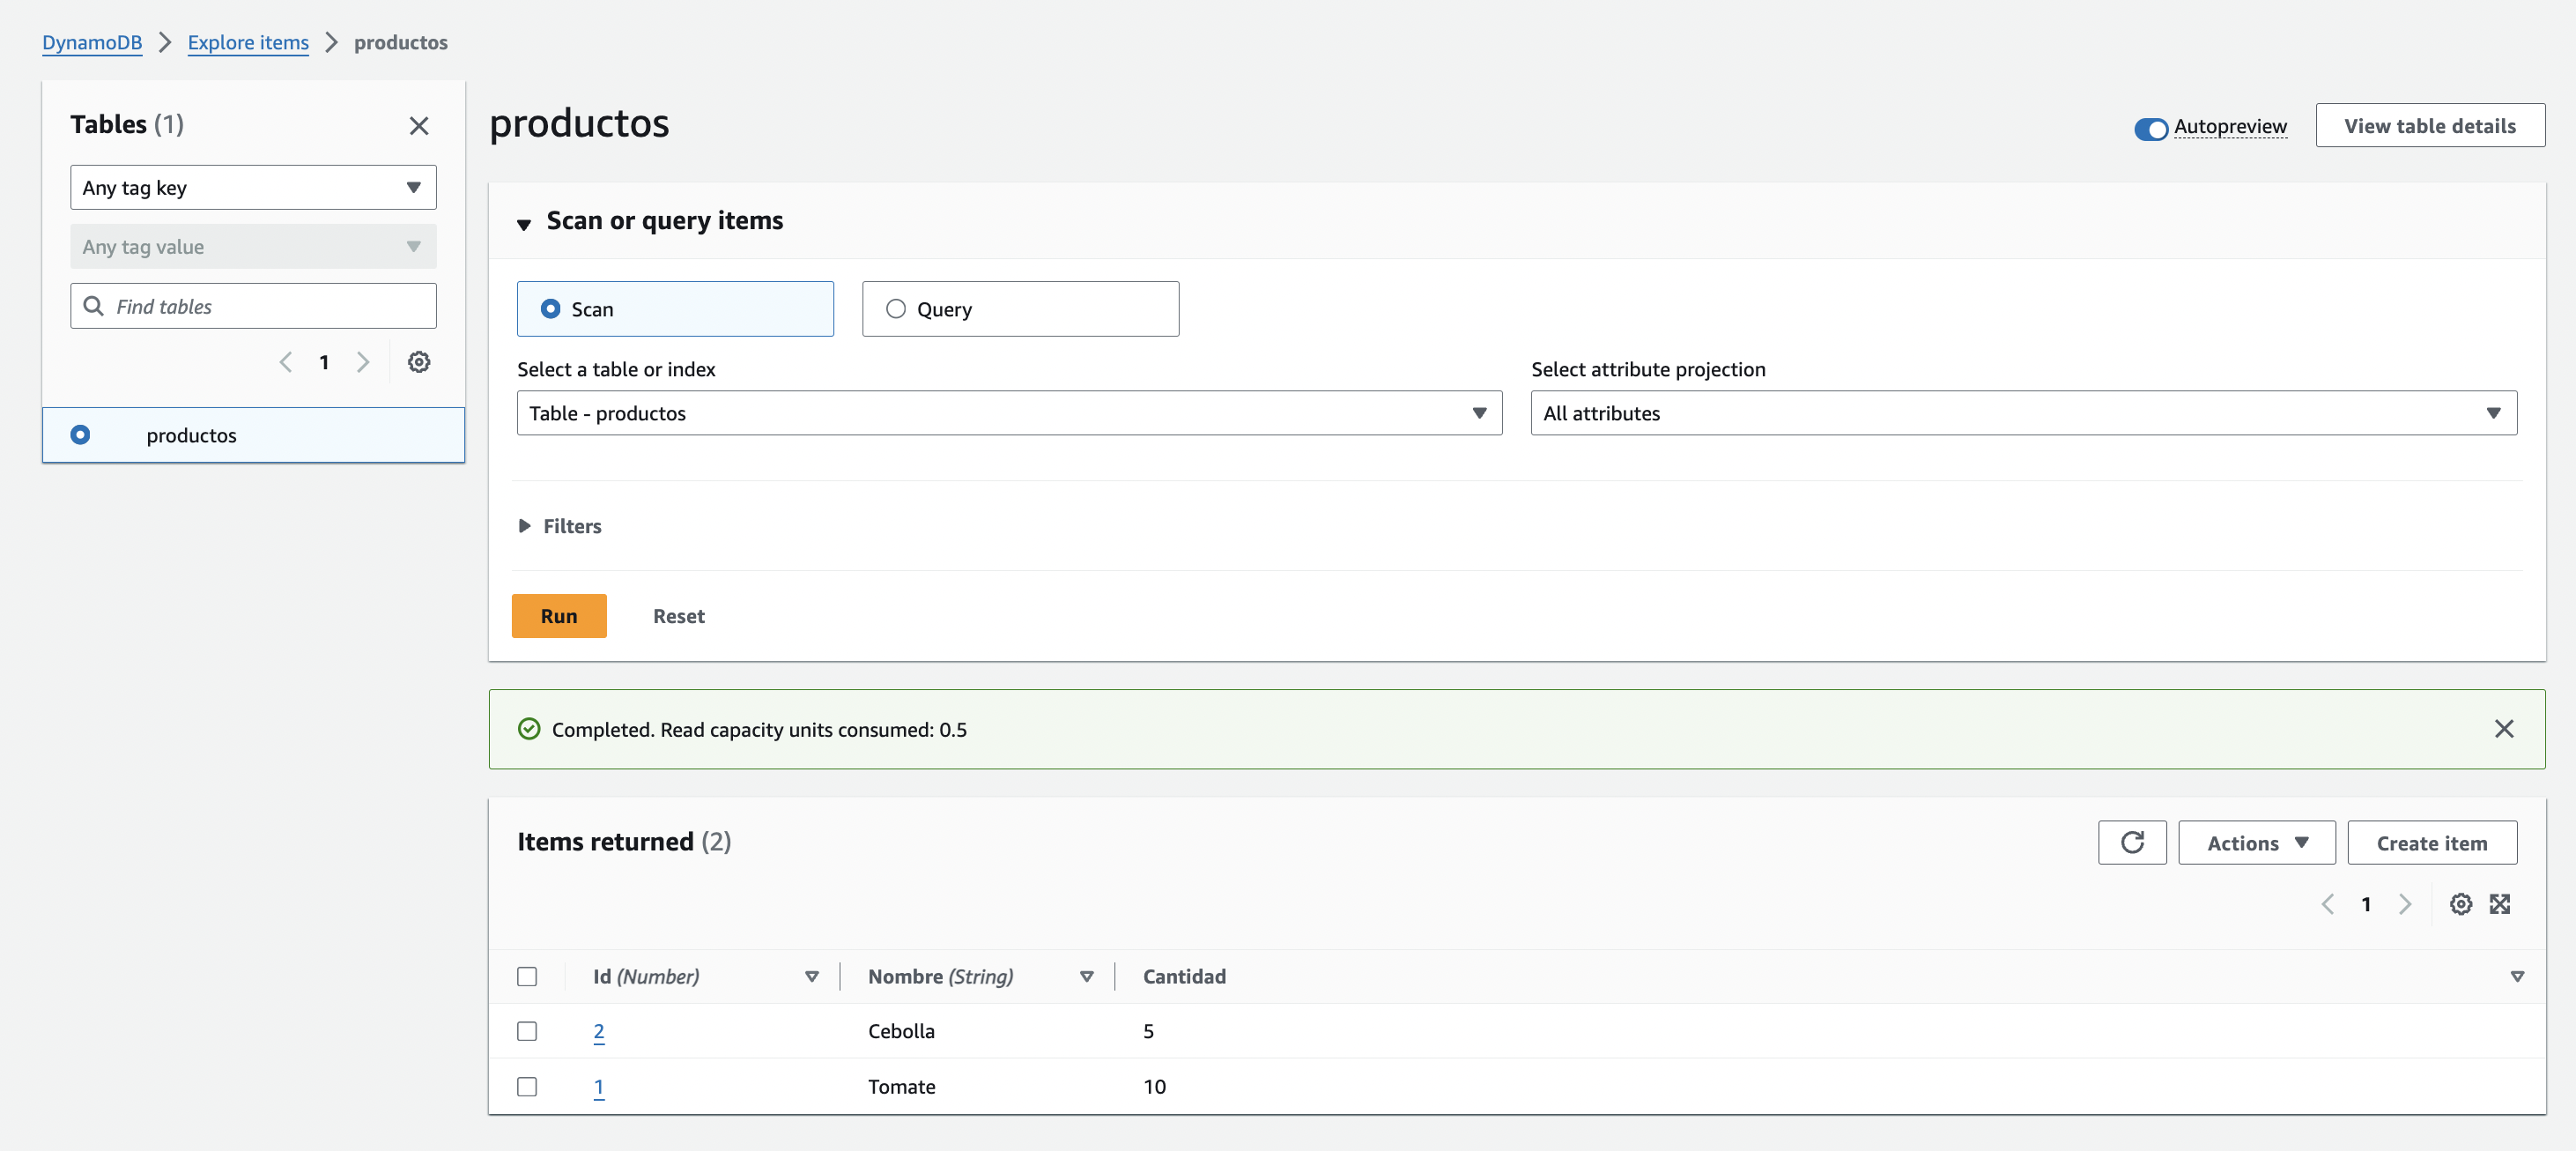 DynamoDB > Explore items > productos
Tables (1)
Any tag key
Any tag value
Find tables
1
productos
productos
Autopreview
View table details
Scan or query items
Scan
Query
Select a table or index
Select attribute projection
Table - productos
All attributes
Filters
Run
Reset
Completed. Read capacity units consumed: 0.5
Items returned (2)
Actions
Create item
1
Id (Number) Nombre (String) Cantidad
2 Cebolla 5
1 Tomate 10